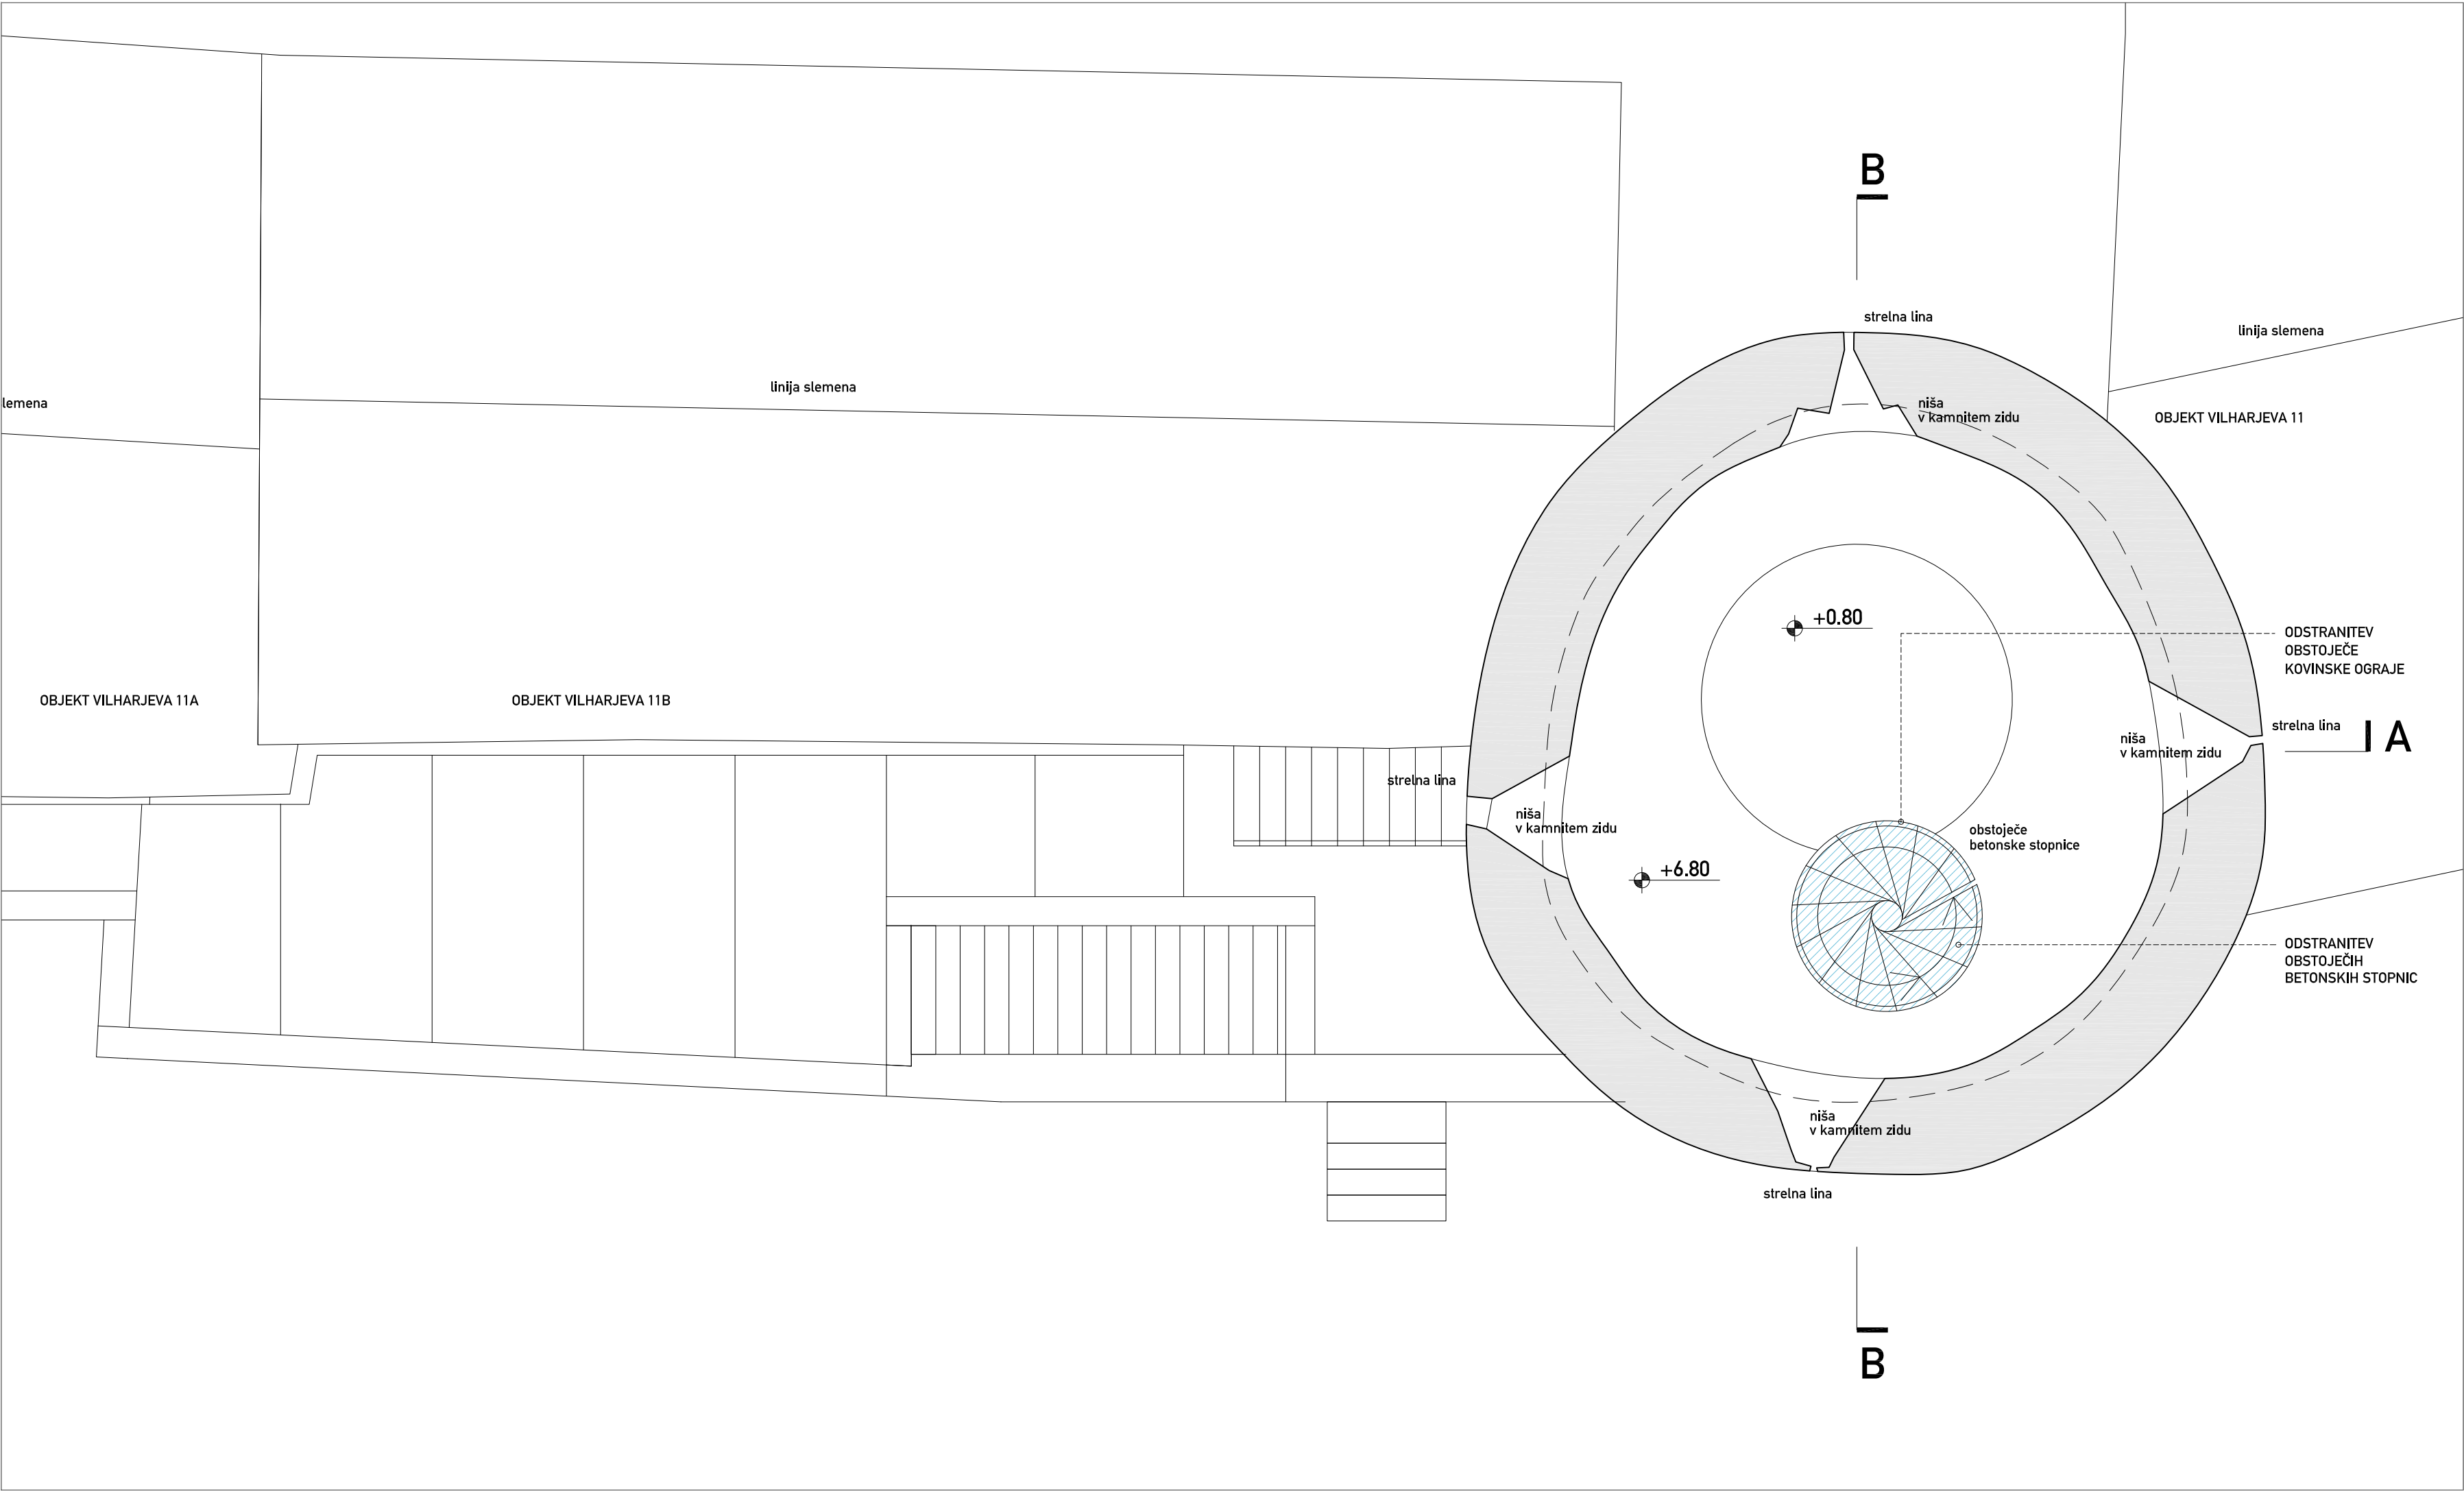 B
strelna lina
linija slemena
linija slemena
lemena
niša
v kamnitem zidu
OBJEKT VILHARJEVA 11
+0.80
ODSTRANITEV
OBSTOJEČE
KOVINSKE OGRAJE
OBJEKT VILHARJEVA 11A
OBJEKT VILHARJEVA 11B
strelna lina
A
niša
v kamnitem zidu
strelna lina
niša
v kamnitem zidu
obstoječe
betonske stopnice
+6.80
ODSTRANITEV
OBSTOJEČIH
BETONSKIH STOPNIC
niša
v kamnitem zidu
strelna lina
B